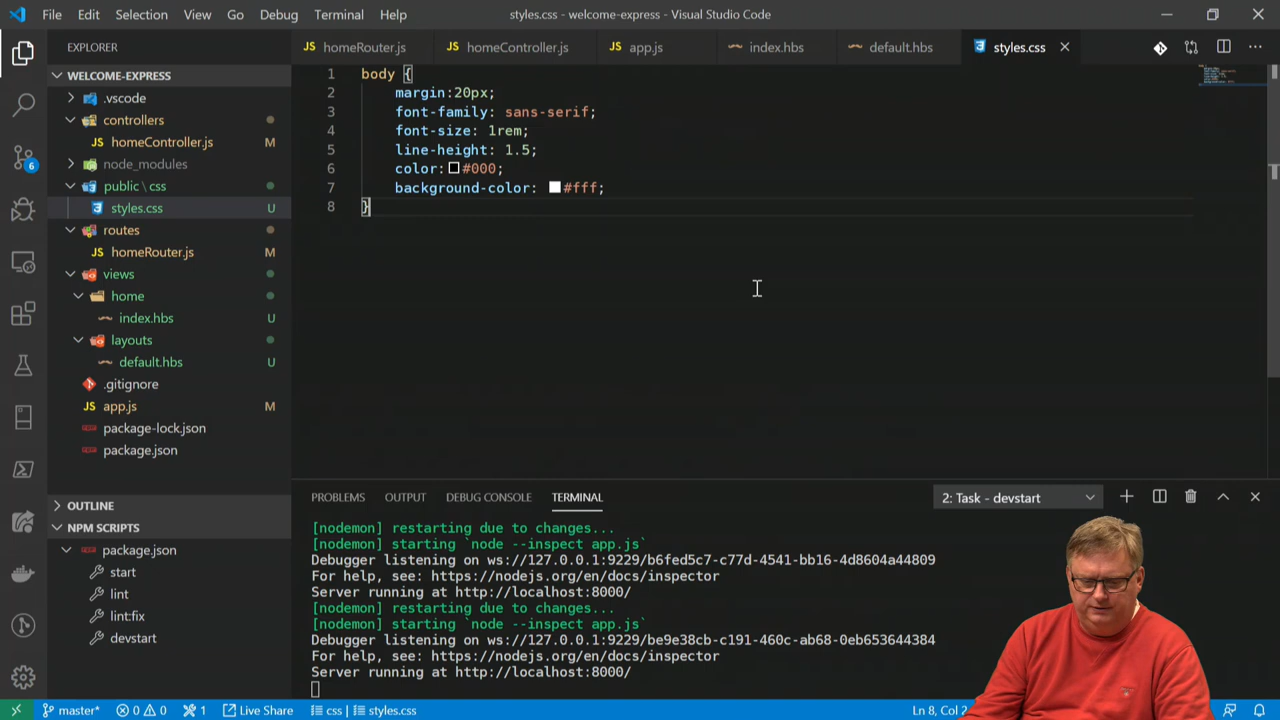 File Edit Selection View Go Debug Terminal Help
styles.css - welcome-express - Visual Studio Code
EXPLORER
WELCOME-EXPRESS
.vscode
controllers
homeController.js M
node_modules
public \ css
styles.css U
routes
homeRouter.js M
views
home
index.hbs U
layouts
default.hbs U
.gitignore
app.js M
package-lock.json
package.json
OUTLINE
NPM SCRIPTS
package.json
start
lint
lint:fix
devstart
6
homeRouter.js homeController.js app.js index.hbs default.hbs styles.css
1 body {
2 margin:20px;
3 font-family: sans-serif;
4 font-size: 1rem;
5 line-height: 1.5;
6 color: #000;
7 background-color: #fff;
8 }
PROBLEMS OUTPUT DEBUG CONSOLE TERMINAL
2: Task - devstart
[nodemon] restarting due to changes...
[nodemon] starting `node --inspect app.js`
Debugger listening on ws://127.0.0.1:9229/b6fed5c7-c77d-4541-bb16-4d8604a44809
For help, see: https://nodejs.org/en/docs/inspector
Server running at http://localhost:8000/
[nodemon] restarting due to changes...
[nodemon] starting `node --inspect app.js`
Debugger listening on ws://127.0.0.1:9229/be9e38cb-c191-460c-ab68-0eb653644384
For help, see: https://nodejs.org/en/docs/inspector
Server running at http://localhost:8000/
master* 0 0 1 Live Share css | styles.css Ln 8, Col 2